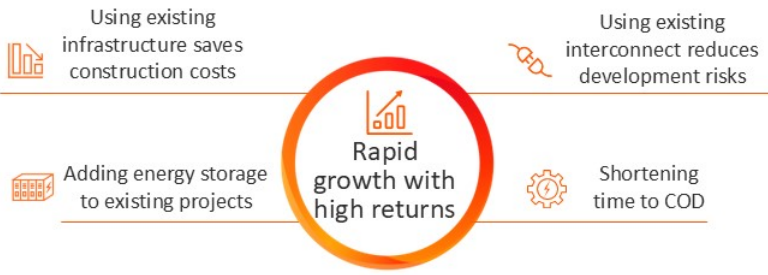 Using existing
infrastructure saves
construction costs
Using existing
interconnect reduces
development risks
Rapid
growth with
high returns
Adding energy storage
to existing projects
Shortening
time to COD